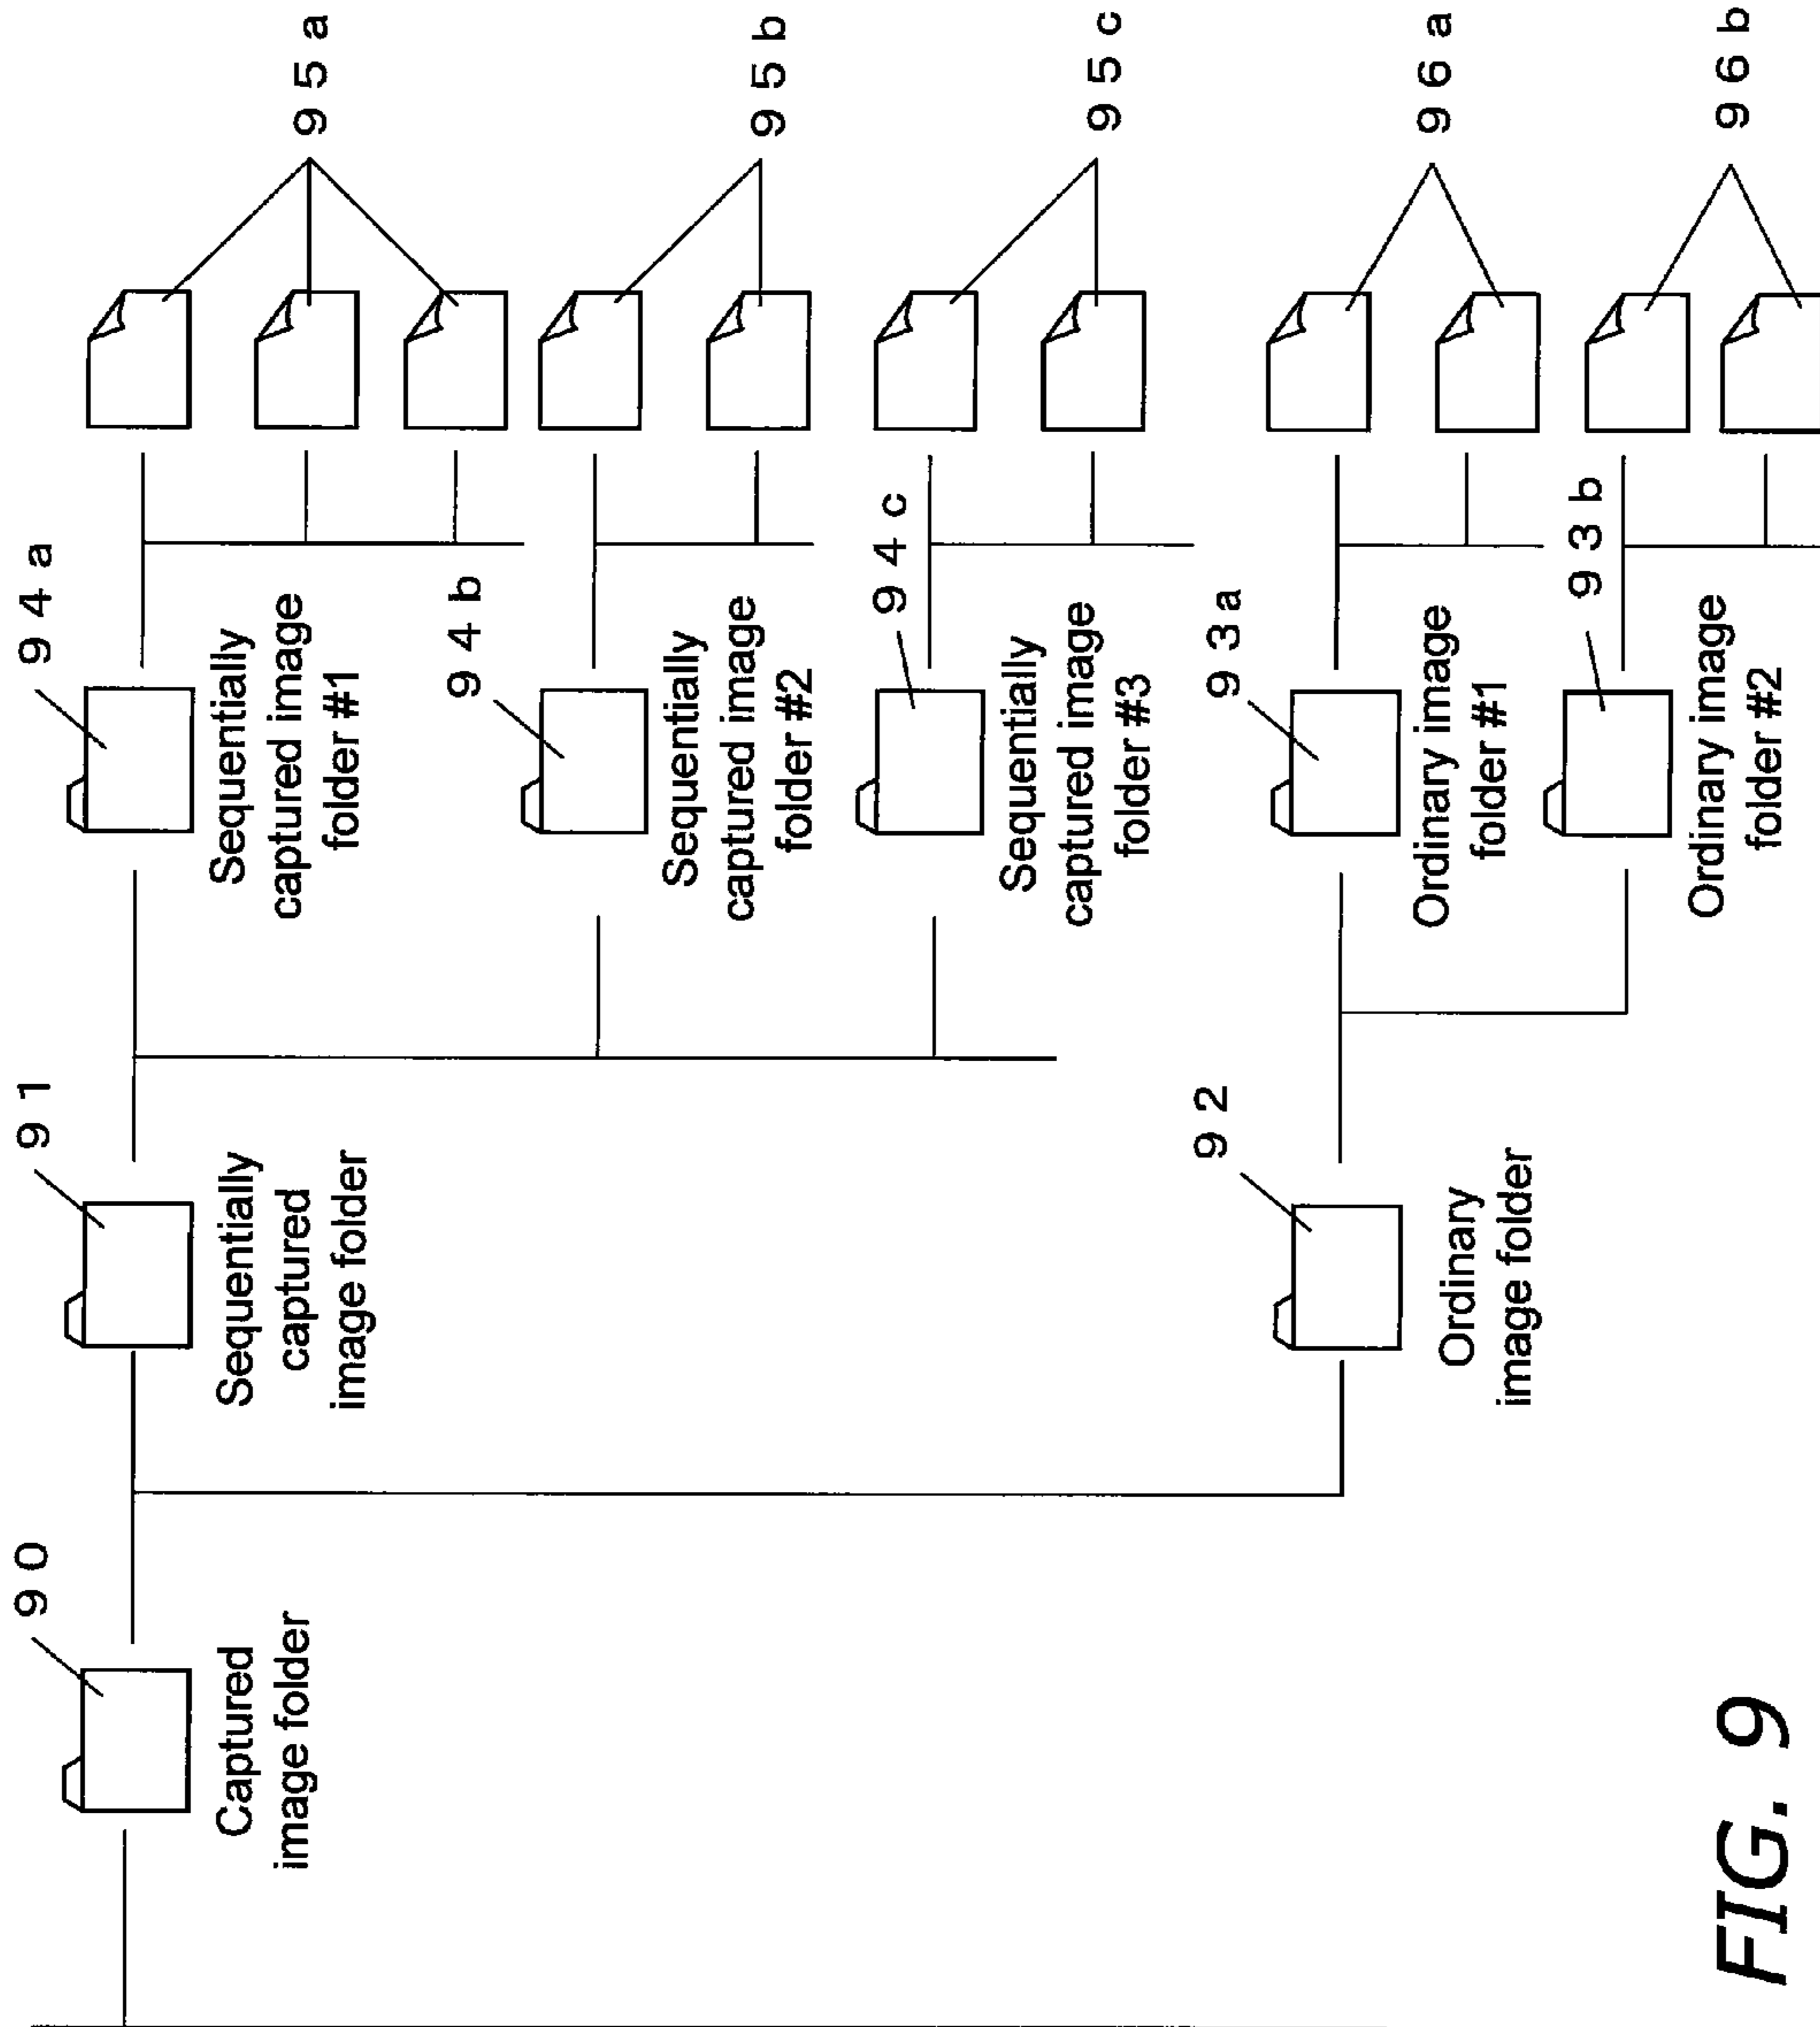 90
Captured
image folder
91
Sequentially
captured
image folder
92
Ordinary
image folder
94a
Sequentially
captured image
folder #1
94b
Sequentially
captured image
folder #2
94c
Sequentially
captured image
folder #3
93a
Ordinary image
folder #1
93b
Ordinary image
folder #2
95a
95b
95c
96a
96b
FIG. 9